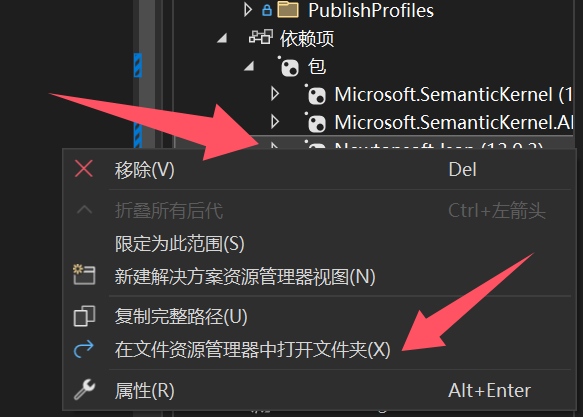 PublishProfiles
依赖项
包
Microsoft.SemanticKernel (1
Microsoft.SemanticKernel.Al
Newtonsoft.Json (13.0.3)
移除(V) Del
折叠所有后代 Ctrl+左箭头
限定为此范围(S)
新建解决方案资源管理器视图(N)
复制完整路径(U)
在文件资源管理器中打开文件夹(X)
属性(R) Alt+Enter